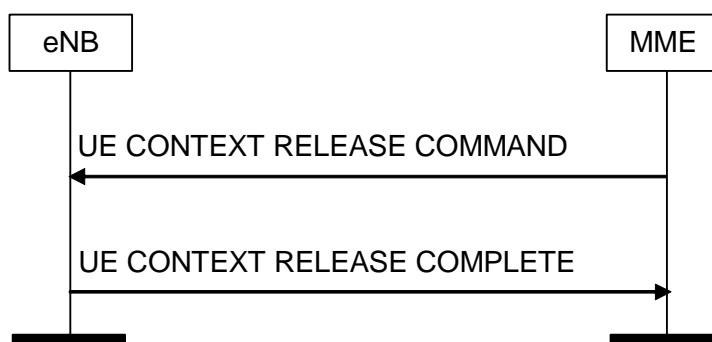 eNB
MME
UE CONTEXT RELEASE COMMAND
UE CONTEXT RELEASE COMPLETE